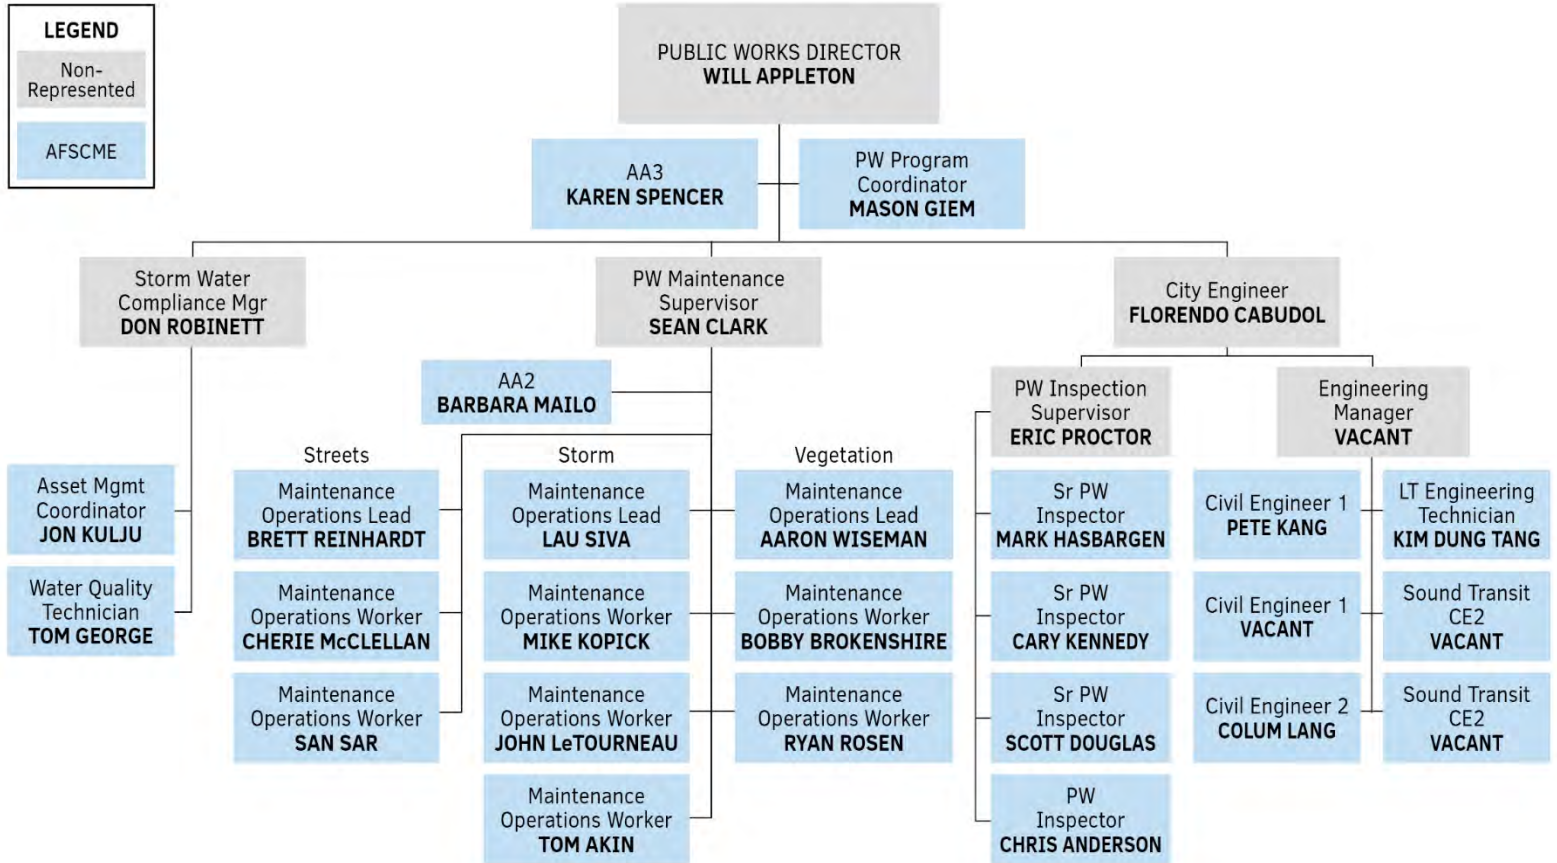 LEGEND
Non-
Represented
AFSCME
PUBLIC WORKS DIRECTOR
WILL APPLETON
AA3
KAREN SPENCER
PW Program
Coordinator
MASON GIEM
Storm Water
Compliance Mgr
DON ROBINETT
PW Maintenance
Supervisor
SEAN CLARK
City Engineer
FLORENDO CABUDOL
AA2
BARBARA MAILO
PW Inspection
Supervisor
ERIC PROCTOR
Engineering
Manager
VACANT
Asset Mgmt
Coordinator
JON KULJU
Water Quality
Technician
TOM GEORGE
Streets
Maintenance
Operations Lead
BRETT REINHARDT
Maintenance
Operations Worker
CHERIE McCLELLAN
Maintenance
Operations Worker
SAN SAR
Storm
Maintenance
Operations Lead
LAU SIVA
Maintenance
Operations Worker
MIKE KOPICK
Maintenance
Operations Worker
JOHN LeTOURNEAU
Maintenance
Operations Worker
TOM AKIN
Vegetation
Maintenance
Operations Lead
AARON WISEMAN
Maintenance
Operations Worker
BOBBY BROKENSHIRE
Maintenance
Operations Worker
RYAN ROSEN
Sr PW
Inspector
MARK HASBARGEN
Sr PW
Inspector
CARY KENNEDY
Sr PW
Inspector
SCOTT DOUGLAS
PW
Inspector
CHRIS ANDERSON
Civil Engineer 1
PETE KANG
Civil Engineer 1
VACANT
Civil Engineer 2
COLUM LANG
LT Engineering
Technician
KIM DUNG TANG
Sound Transit
CE2
VACANT
Sound Transit
CE2
VACANT